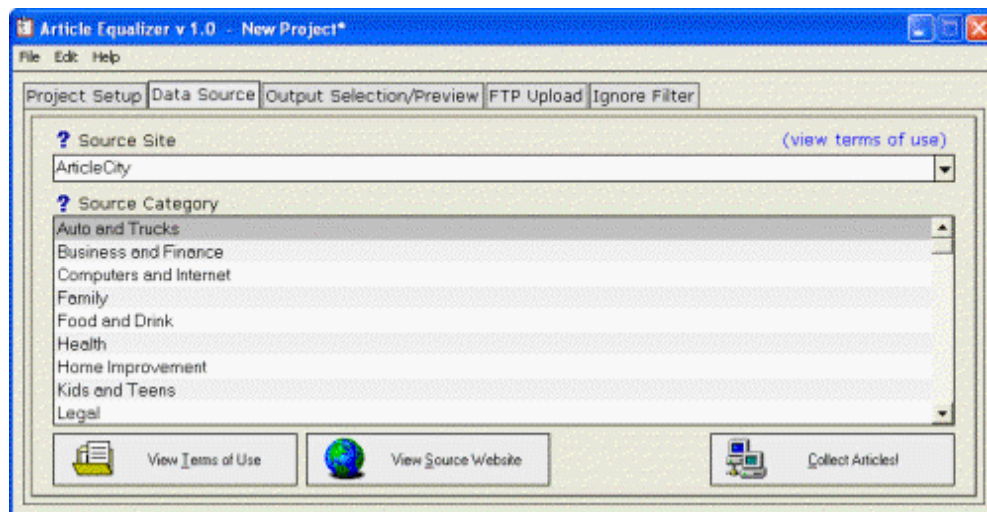 Article Equalizer v 1.0 - New Project*
File Edit Help
Project Setup Data Source Output Selection/Preview FTP Upload Ignore Filter
? Source Site (view terms of use)
ArticleCity
? Source Category
Auto and Trucks
Business and Finance
Computers and Internet
Family
Food and Drink
Health
Home Improvement
Kids and Teens
Legal
View Terms of Use View Source Website Collect Articles!